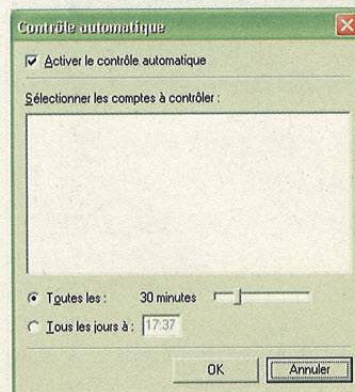 Contrôle automatique
Activer le contrôle automatique
Sélectionner les comptes à contrôler :
Toutes les : 30 minutes
Tous les jours à : 17:37
OK Annuler